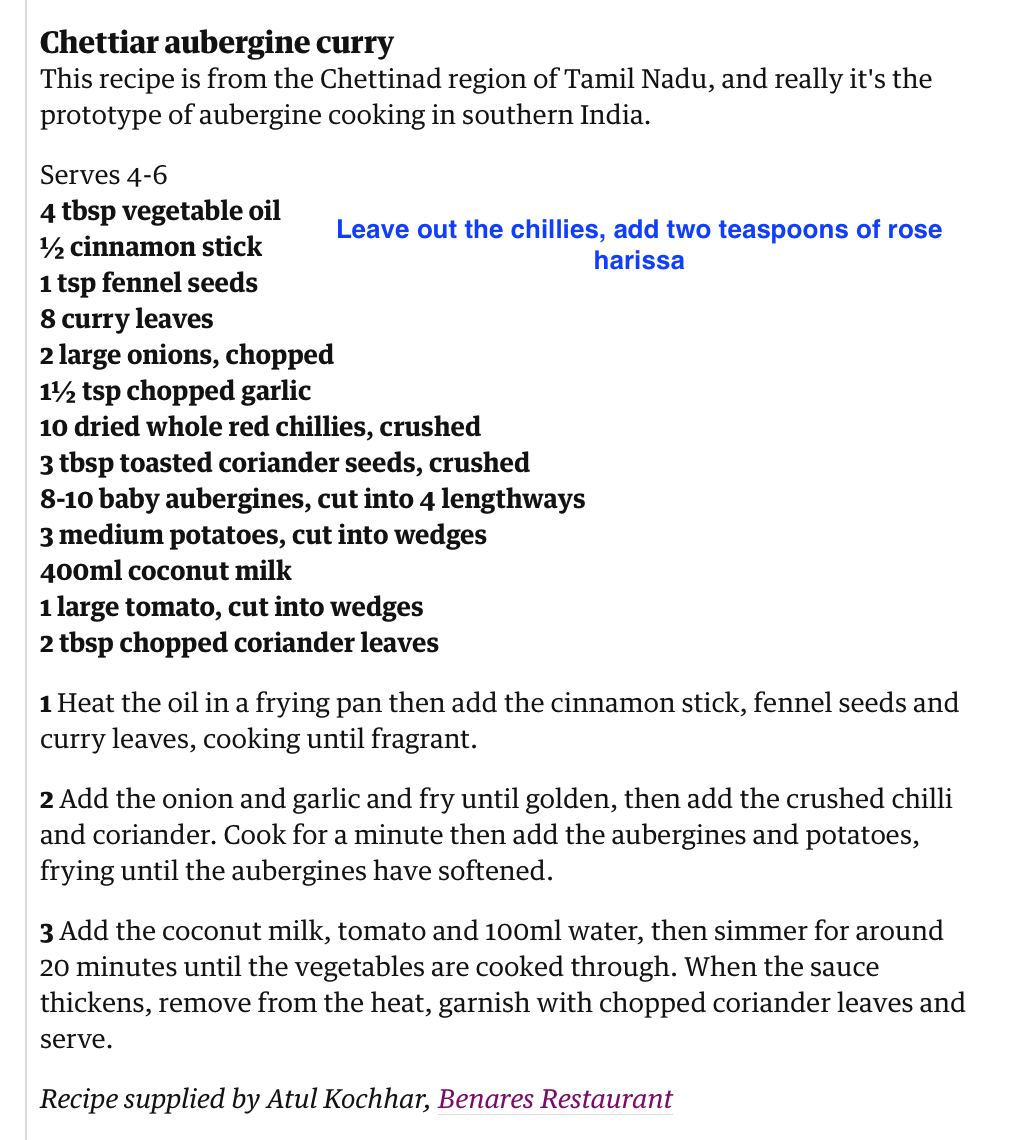 Chettiar aubergine curry
This recipe is from the Chettinad region of Tamil Nadu, and really it's the
prototype of aubergine cooking in southern India.
Serves 4-6
4 tbsp vegetable oil
½ cinnamon stick
1 tsp fennel seeds
8 curry leaves
2 large onions, chopped
1½ tsp chopped garlic
10 dried whole red chillies, crushed
3 tbsp toasted coriander seeds, crushed
8-10 baby aubergines, cut into 4 lengthways
3 medium potatoes, cut into wedges
400ml coconut milk
1 large tomato, cut into wedges
2 tbsp chopped coriander leaves
Leave out the chillies, add two teaspoons of rose
harissa
1 Heat the oil in a frying pan then add the cinnamon stick, fennel seeds and
curry leaves, cooking until fragrant.
2 Add the onion and garlic and fry until golden, then add the crushed chilli
and coriander. Cook for a minute then add the aubergines and potatoes,
frying until the aubergines have softened.
3 Add the coconut milk, tomato and 100ml water, then simmer for around
20 minutes until the vegetables are cooked through. When the sauce
thickens, remove from the heat, garnish with chopped coriander leaves and
serve.
Recipe supplied by Atul Kochhar, Benares Restaurant